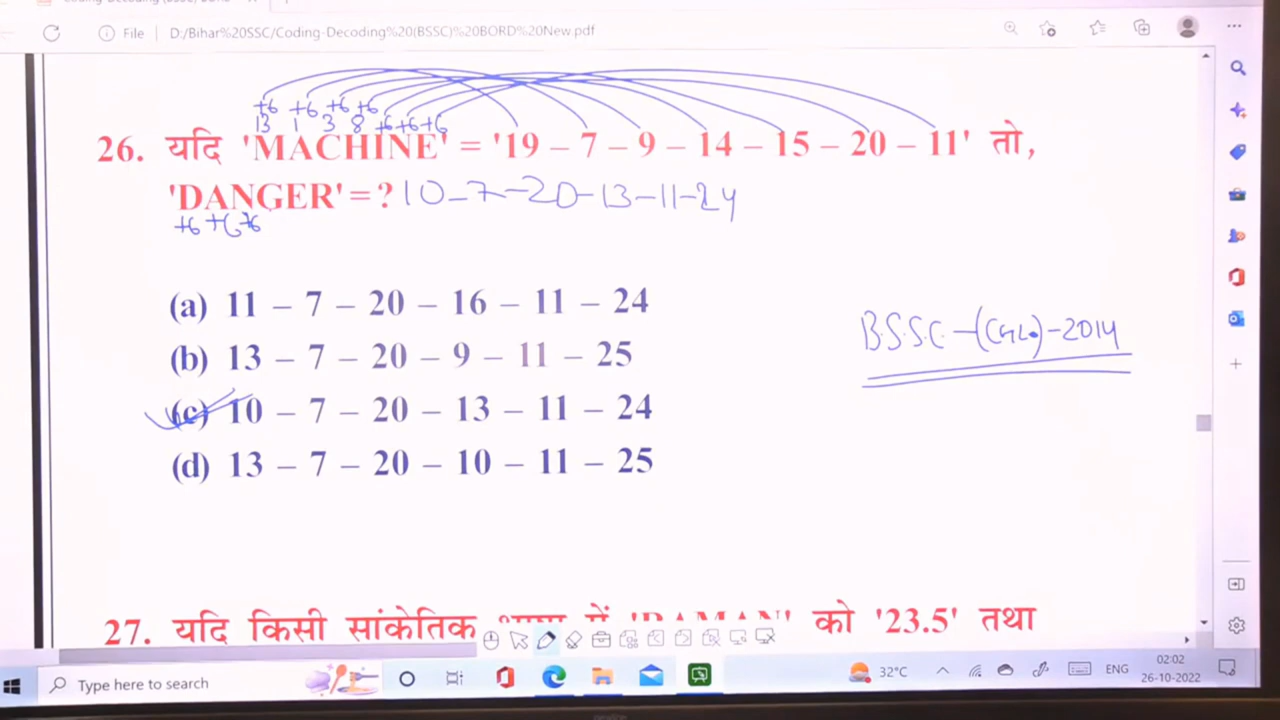 File D:/Bihar%20SSC/Coding-Decoding%20(BSSC)%20BORD%20New.pdf
+6 +6 +6 +6
13 1 3 8 +6 +6 +6
26. यदि 'MACHINE' = '19 – 7 – 9 – 14 – 15 – 20 – 11' तो,
'DANGER' = ? 10-7-20-13-11-24
+6 +6 +6
(a) 11 – 7 – 20 – 16 – 11 – 24
(b) 13 – 7 – 20 – 9 – 11 – 25
(c) 10 – 7 – 20 – 13 – 11 – 24
(d) 13 – 7 – 20 – 10 – 11 – 25
B.S.S.C. -(CGL)-2014
27. यदि किसी सांकेतिक भाषा में 'DAMAN' को '23.5' तथा
Type here to search
32°C
ENG
02:02
26-10-2022